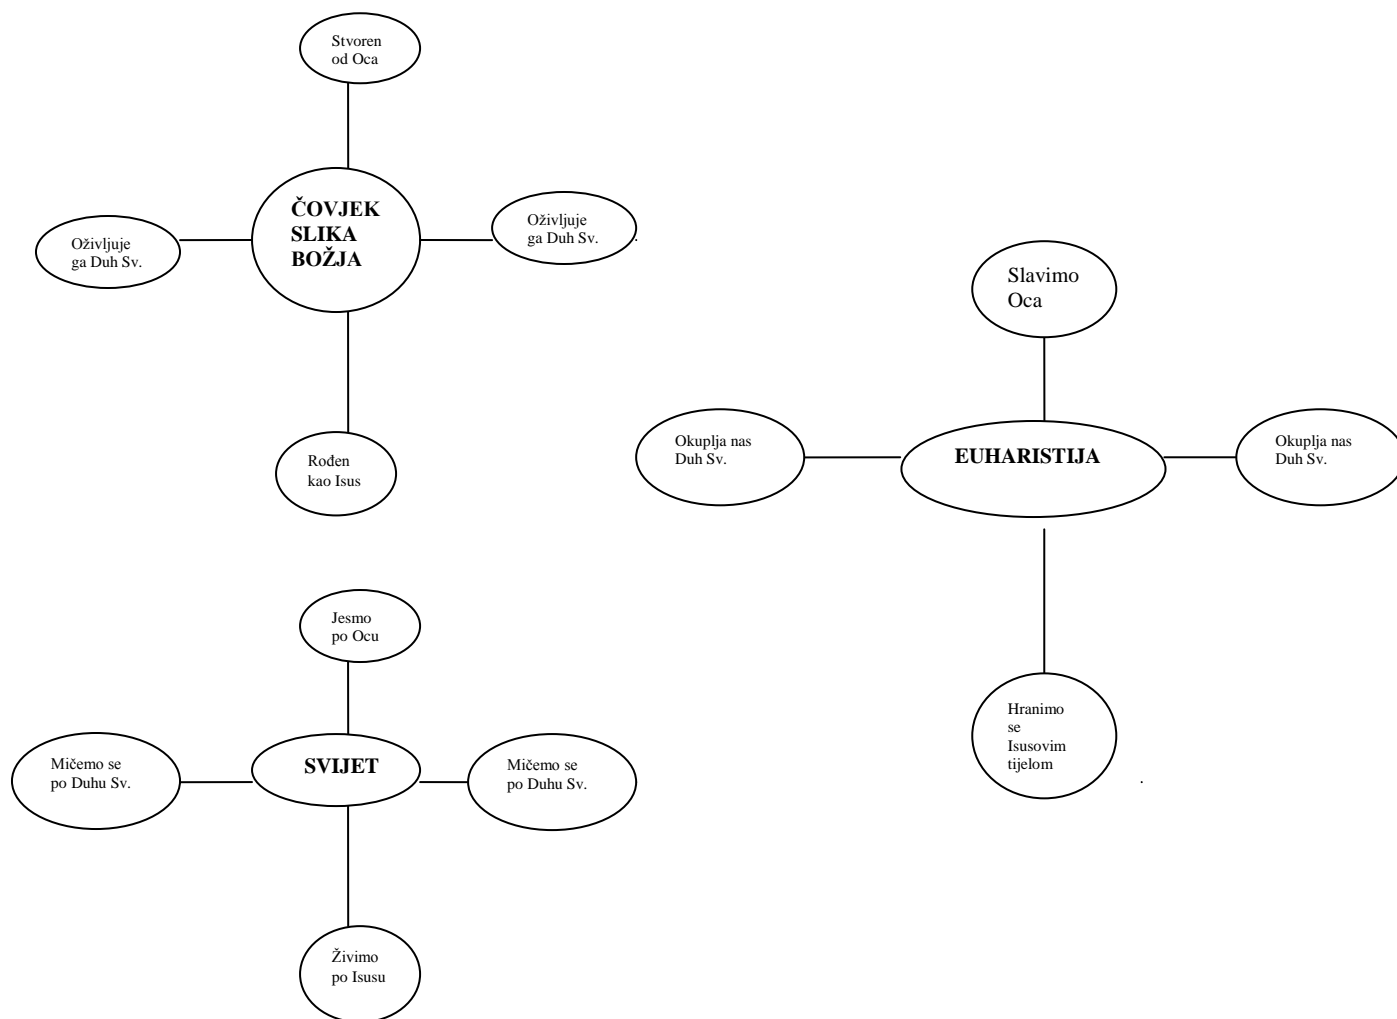 Stvoren
od Oca
ČOVJEK
SLIKA
BOŽJA
Oživljuje
ga Duh Sv.
Oživljuje
ga Duh Sv.
Rođen
kao Isus
Slavimo
Oca
Okuplja nas
Duh Sv.
EUHARISTIJA
Okuplja nas
Duh Sv.
Hranimo
se
Isusovim
tijelom
Jesmo
po Ocu
Mičemo se
po Duhu Sv.
SVIJET
Mičemo se
po Duhu Sv.
Živimo
po Isusu